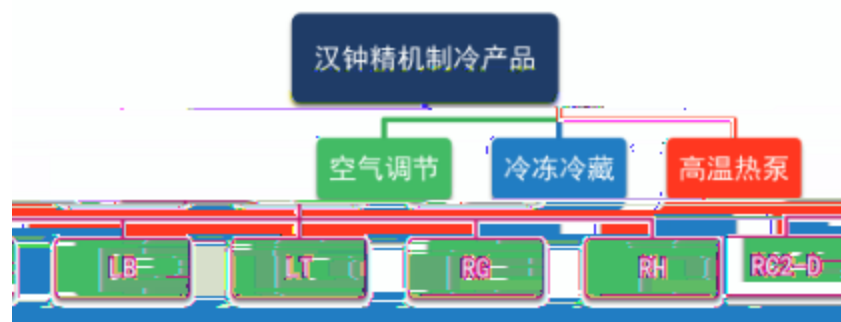 汉钟精机制冷产品
空气调节
冷冻冷藏
高温热泵
LB
LT
RG
RH
RC2-D